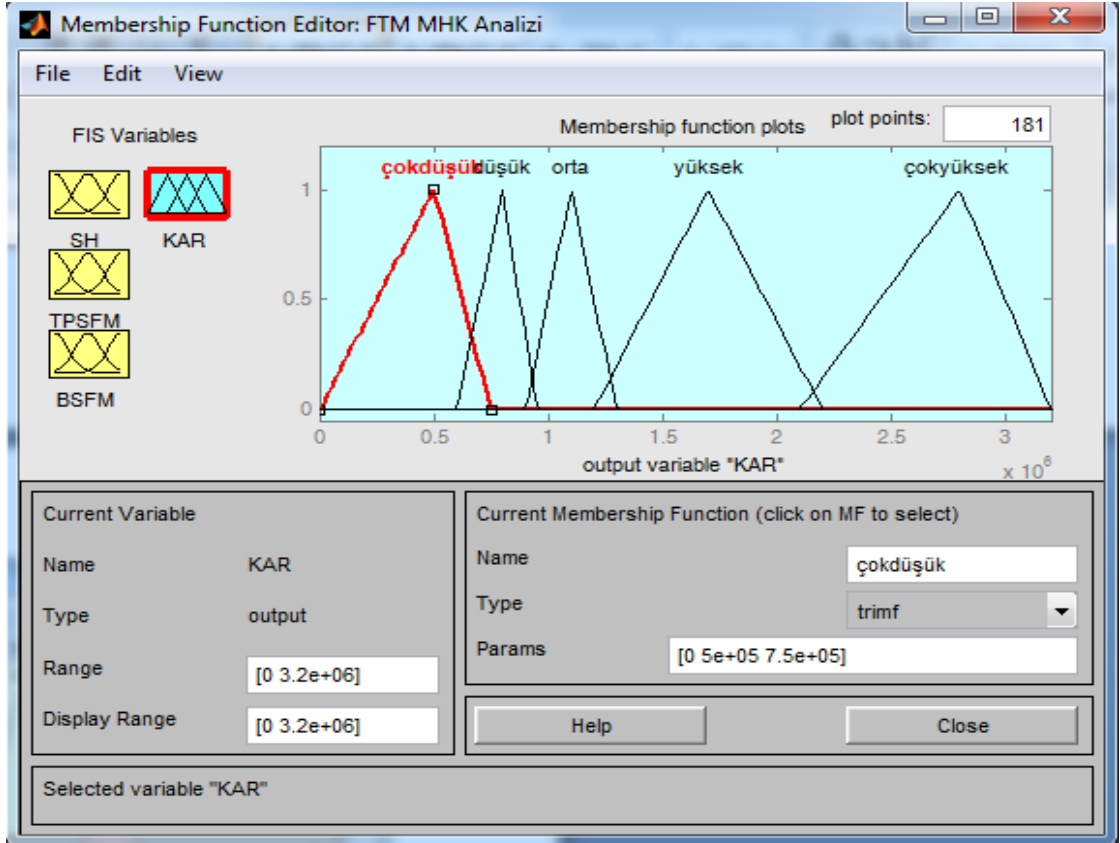 Membership Function Editor: FTM MHK Analizi
File Edit View
FIS Variables
SH
KAR
TPSFM
BSFM
Membership function plots
plot points:
181
çokdüşük düşük orta yüksek çokyüksek
1
0.5
0
0 0.5 1 1.5 2 2.5 3
output variable "KAR"
x 10⁶
Current Variable
Name KAR
Type output
Range [0 3.2e+06]
Display Range [0 3.2e+06]
Current Membership Function (click on MF to select)
Name çokdüşük
Type trimf
Params [0 5e+05 7.5e+05]
Help Close
Selected variable "KAR"